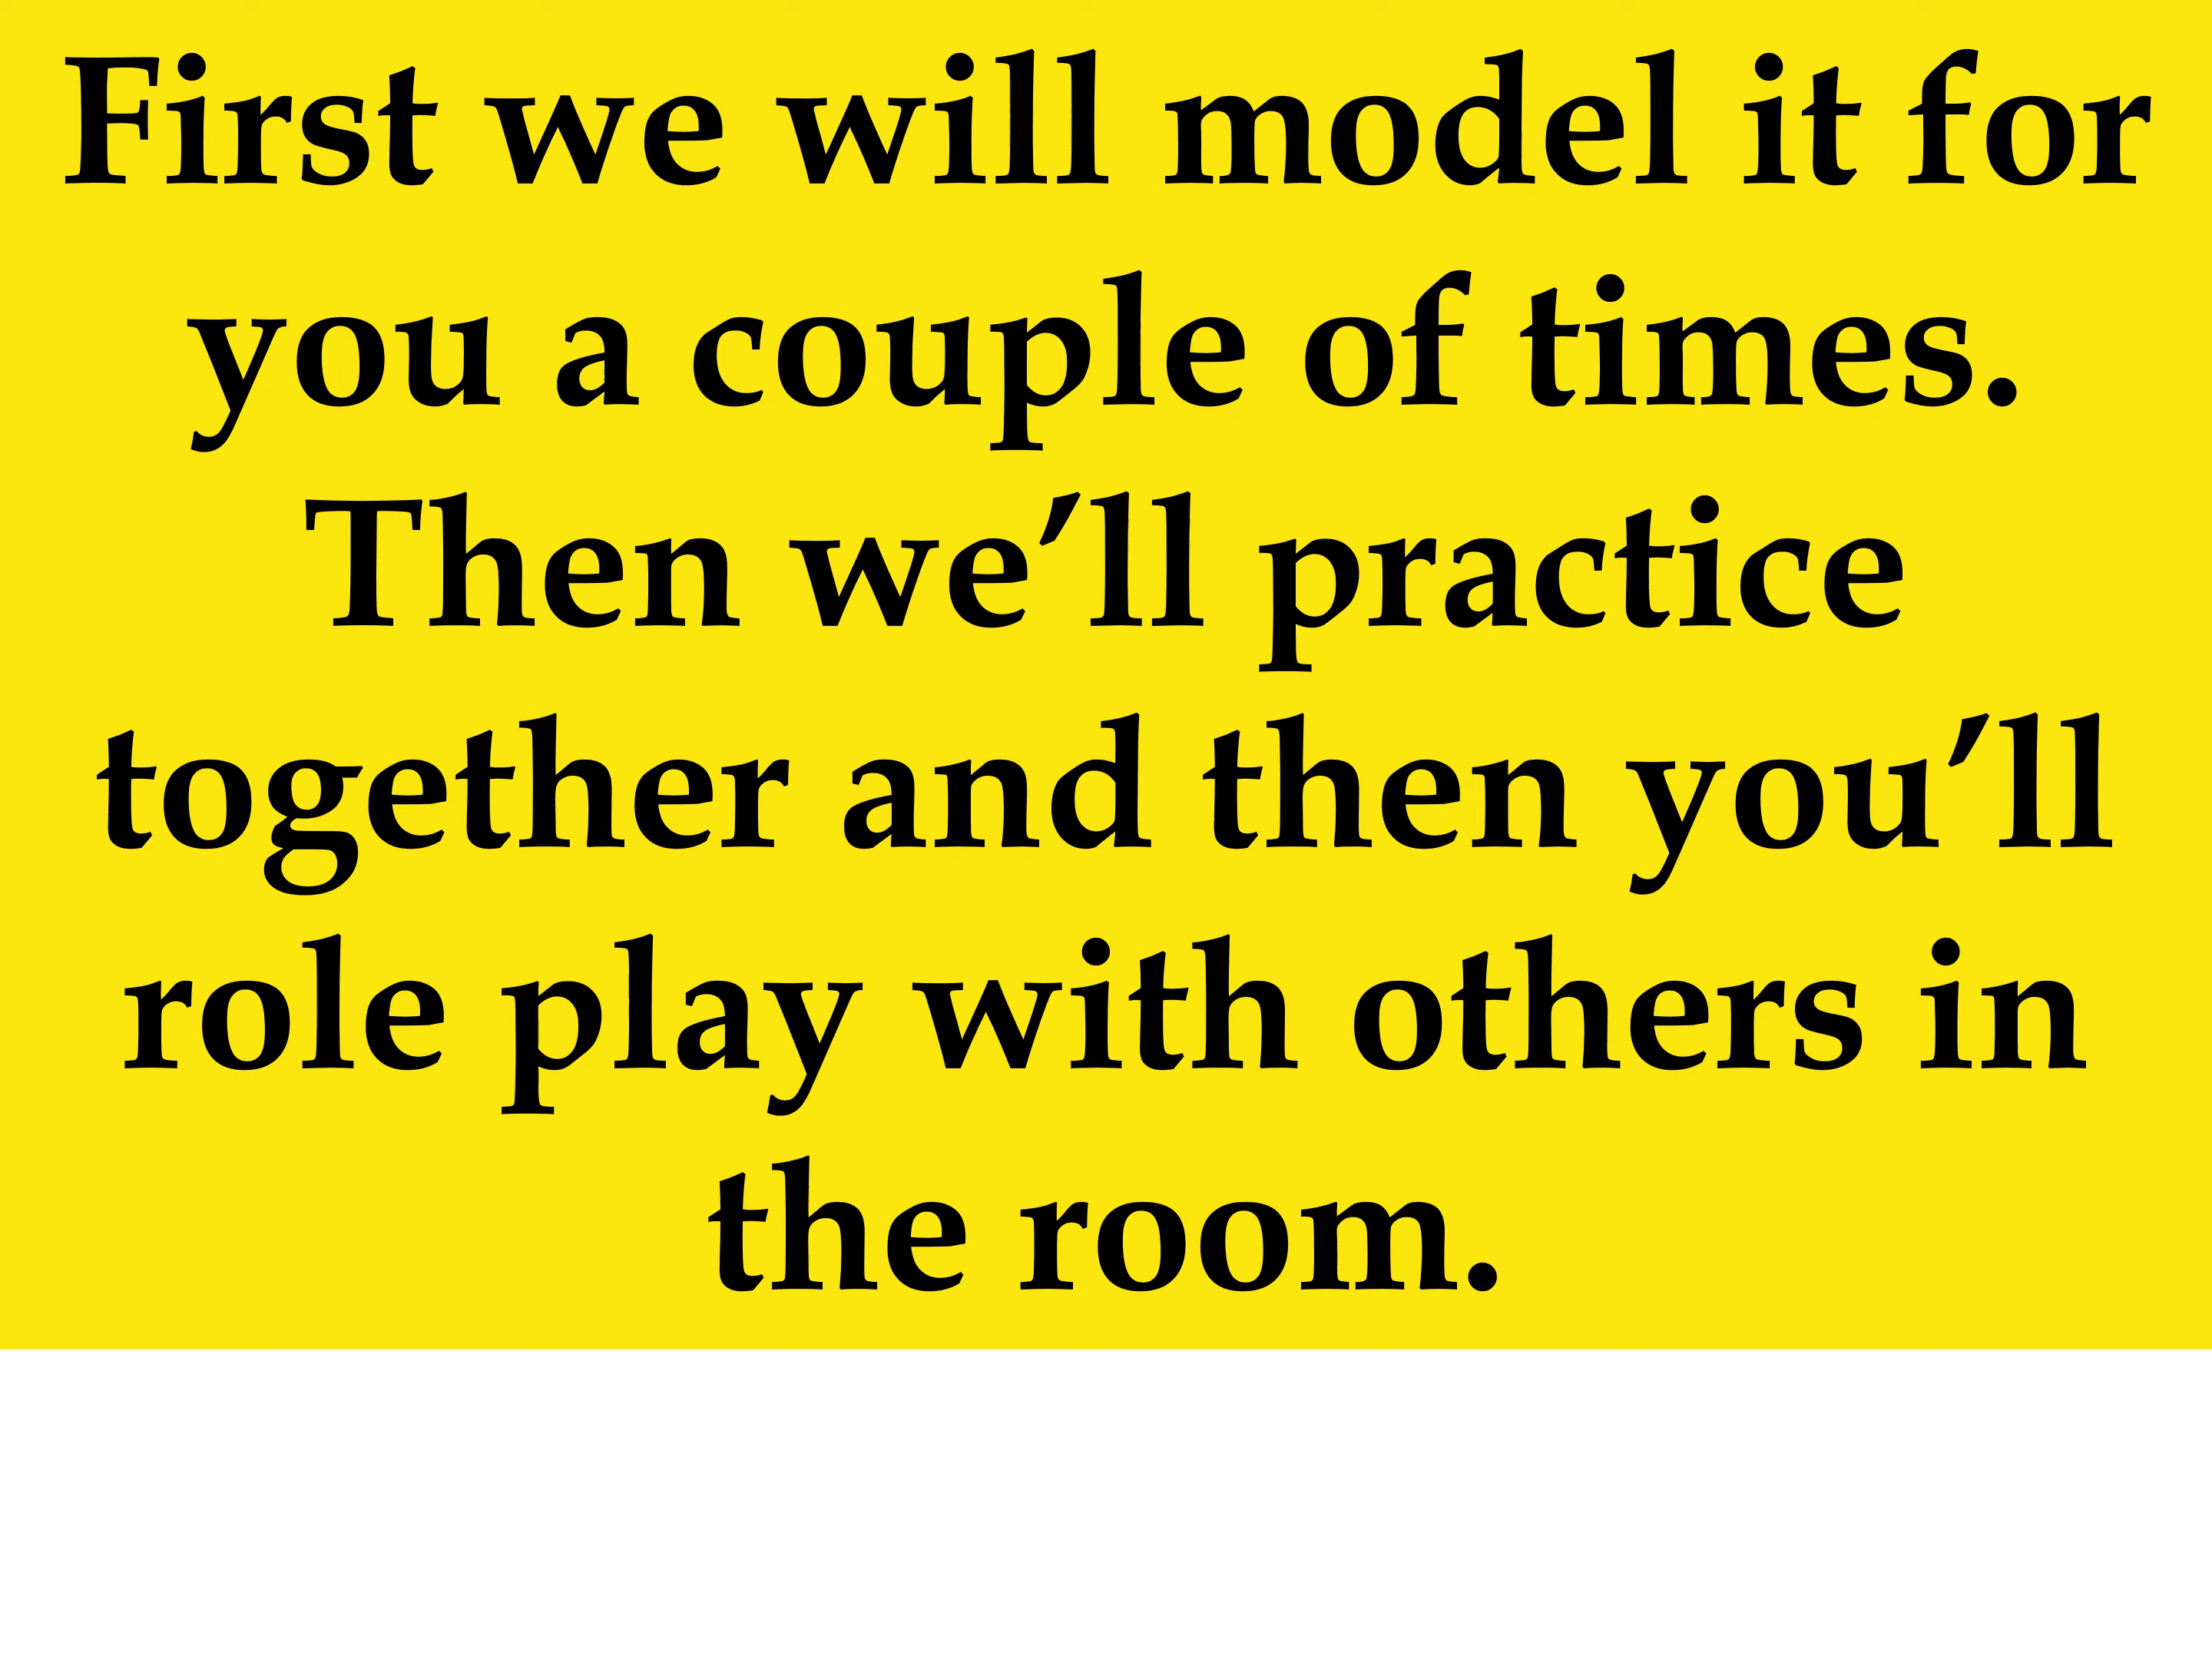 First we will model it for
you a couple of times.
Then we’ll practice
together and then you’ll
role play with others in
the room.